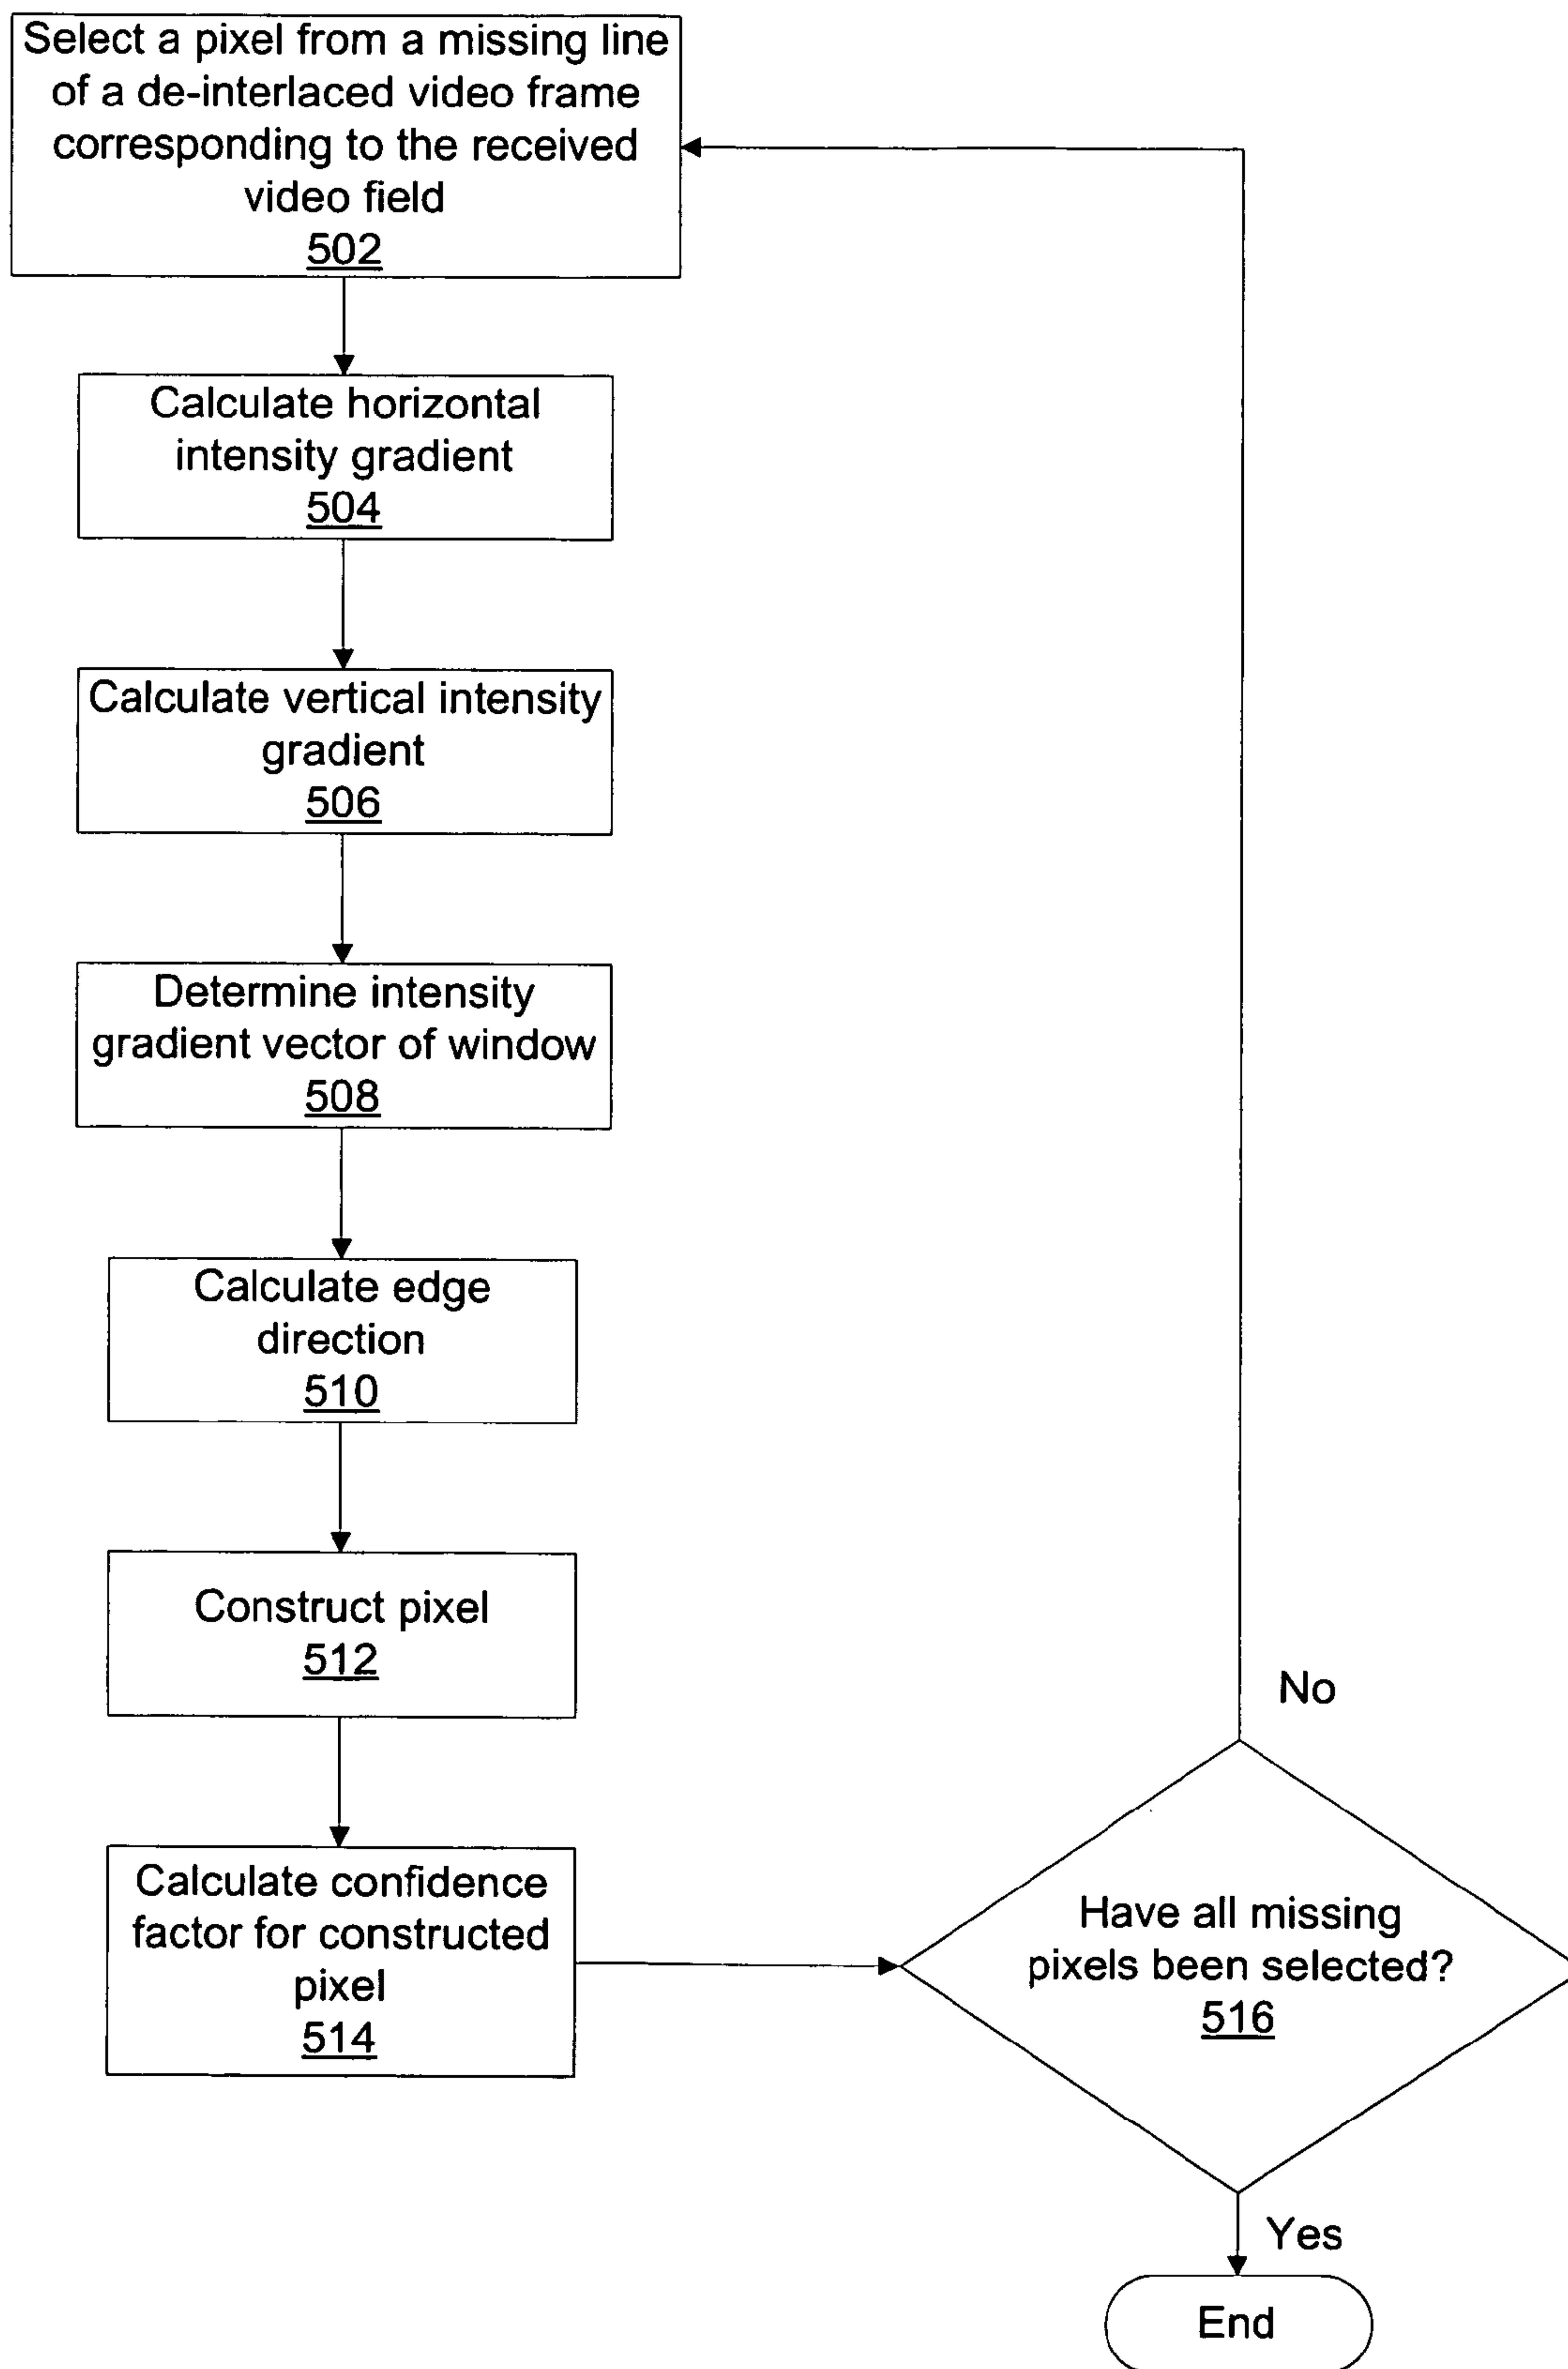 Select a pixel from a missing line
of a de-interlaced video frame
corresponding to the received
video field
502
Calculate horizontal
intensity gradient
504
Calculate vertical intensity
gradient
506
Determine intensity
gradient vector of window
508
Calculate edge
direction
510
Construct pixel
512
Calculate confidence
factor for constructed
pixel
514
No
Have all missing
pixels been selected?
516
Yes
End